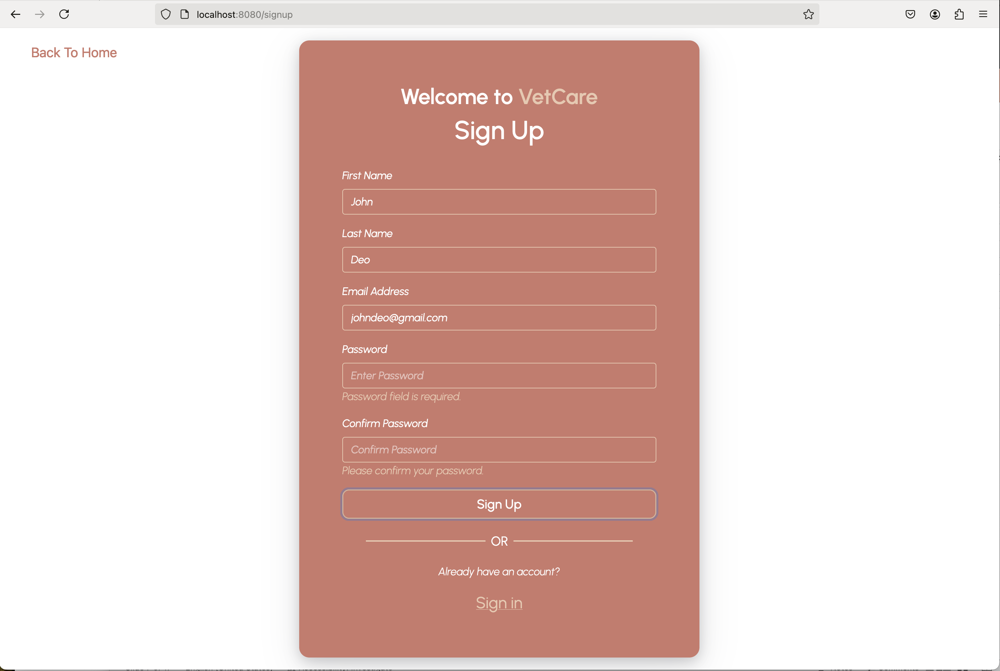 localhost:8080/signup
Back To Home
Welcome to VetCare
Sign Up
First Name
John
Last Name
Deo
Email Address
johndeo@gmail.com
Password
Enter Password
Password field is required.
Confirm Password
Confirm Password
Please confirm your password.
Sign Up
OR
Already have an account?
Sign in